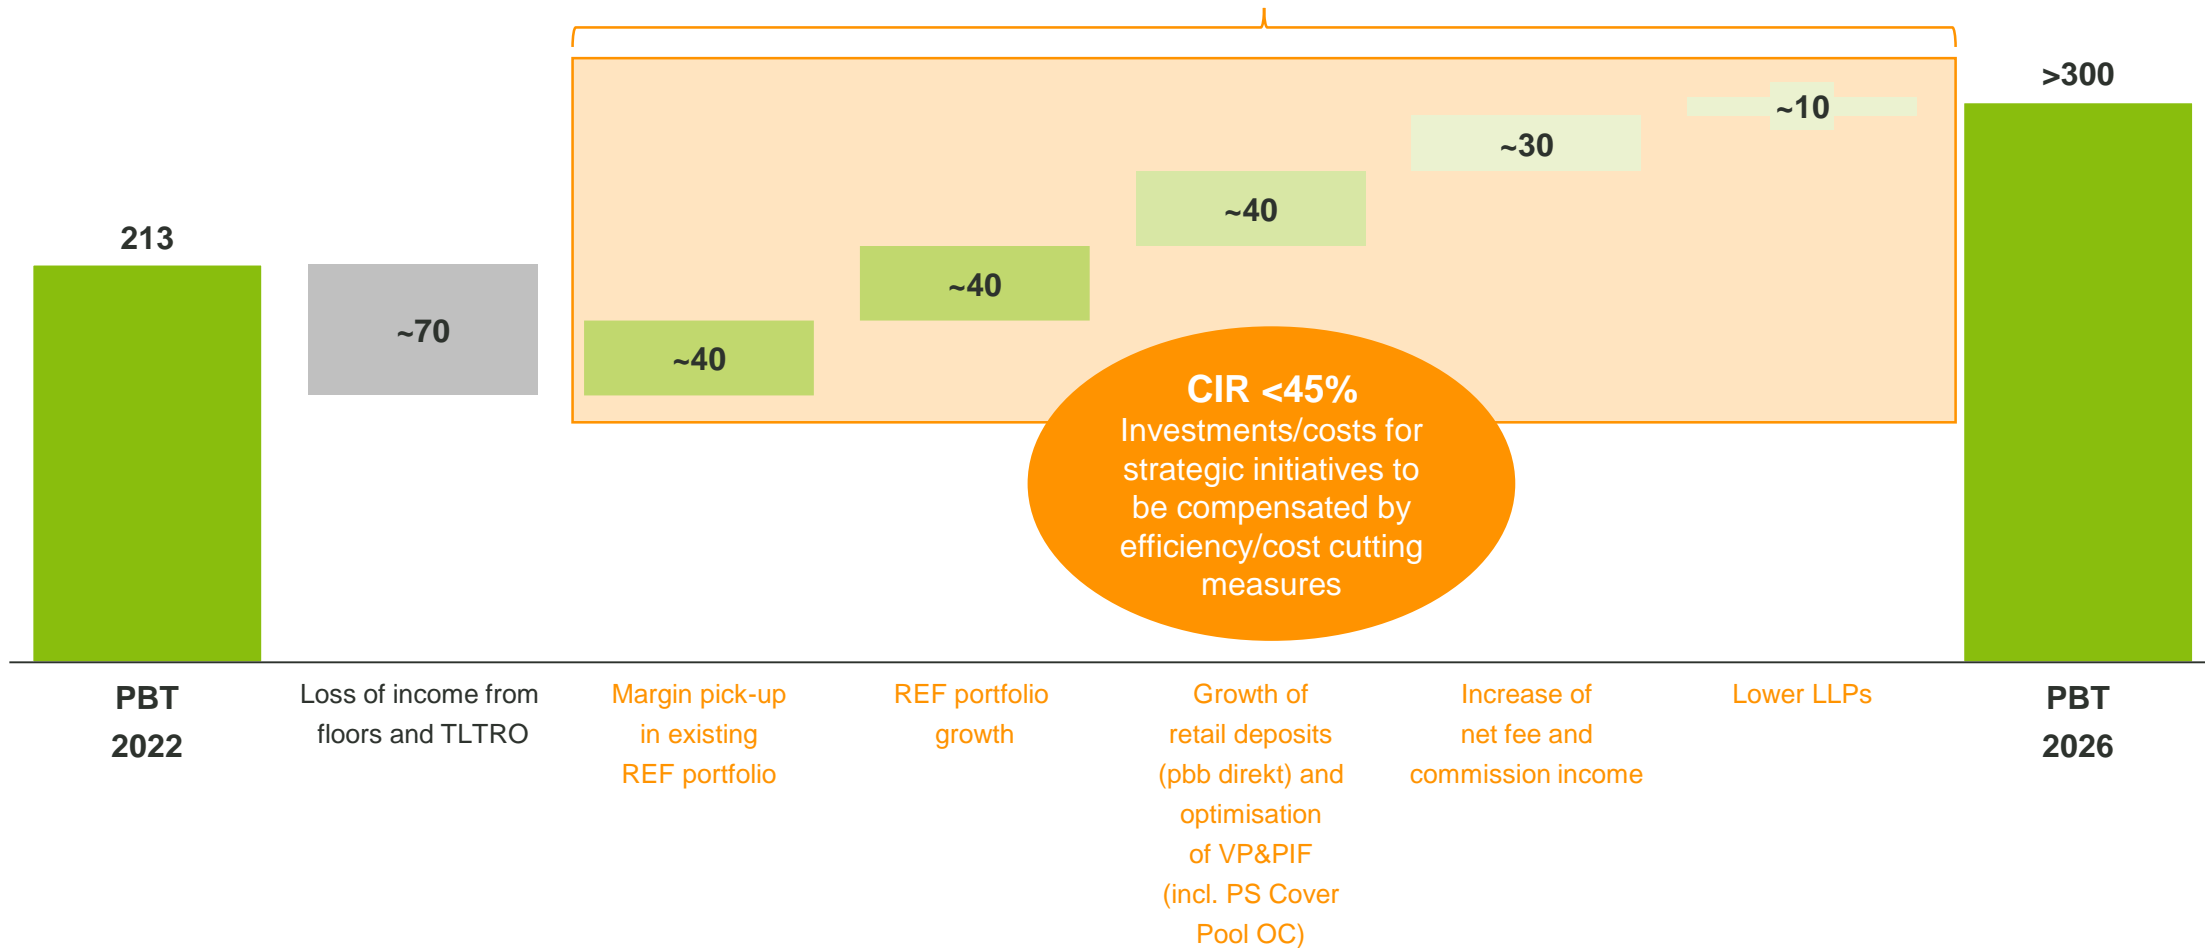 213
~70
~40
~40
~40
~30
~10
>300
CIR <45%
Investments/costs for
strategic initiatives to
be compensated by
efficiency/cost cutting
measures
PBT
2022
Loss of income from
floors and TLTRO
Margin pick-up
in existing
REF portfolio
REF portfolio
growth
Growth of
retail deposits
(pbb direkt) and
optimisation
of VP&PIF
(incl. PS Cover
Pool OC)
Increase of
net fee and
commission income
Lower LLPs
PBT
2026